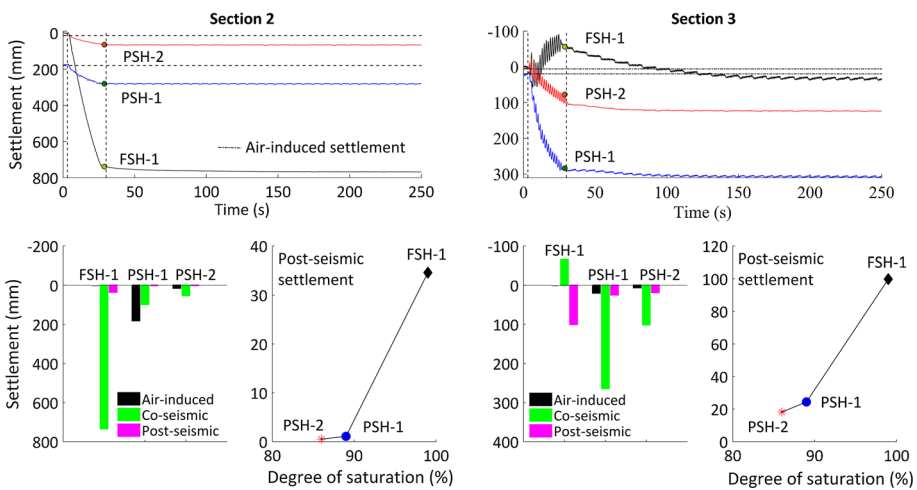 Section 2
Settlement (mm)
0
200
400
600
800
PSH-2
PSH-1
FSH-1
Air-induced settlement
0
50
100
150
200
250
Time (s)
Section 3
-100
0
100
200
300
FSH-1
PSH-2
PSH-1
0
50
100
150
200
250
Time (s)
Settlement (mm)
-200
0
200
400
600
800
FSH-1 PSH-1 PSH-2
Air-induced
Co-seismic
Post-seismic
40
30
20
10
0
Post-seismic
settlement
FSH-1
PSH-2
PSH-1
80
90
100
Degree of saturation (%)
-100
0
100
200
300
400
FSH-1
PSH-1 PSH-2
Air-induced
Co-seismic
Post-seismic
120
100
80
60
40
20
0
Post-seismic
settlement
FSH-1
PSH-1
PSH-2
80
90
100
Degree of saturation (%)